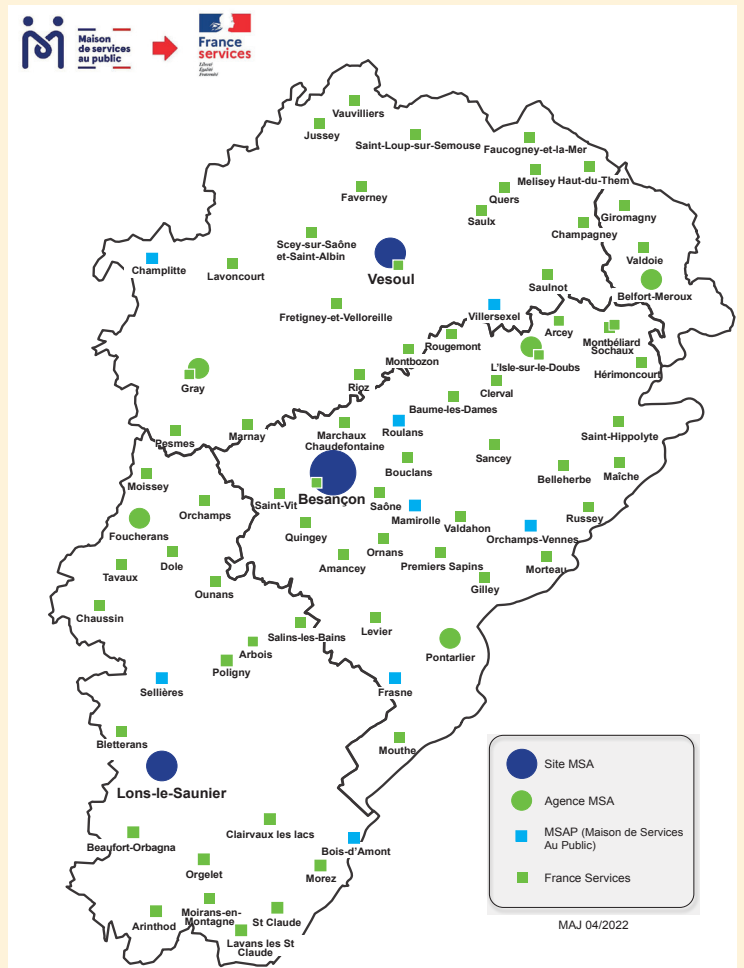 Maison
de services
au public
France
services
Liberté
Égalité
Fraternité
Vauvilliers
Jussey
Saint-Loup-sur-Semouse
Faucogney-et-la-Mer
Melisey
Haut-du-Them
Faverney
Quers
Saulx
Giromagny
Champagney
Scey-sur-Saône
et-Saint-Albin
Champlitte
Lavoncourt
Vesoul
Valdoie
Saulnot
Belfort-Meroux
Fretigney-et-Velloreille
Villersexel
Arcey
Rougemont
Montbéliard
Sochaux
Montbozon
L'Isle-sur-le-Doubs
Hérimoncourt
Gray
Rioz
Clerval
Baume-les-Dames
Pesmes
Marnay
Marchaux
Chaudefontaine
Roulans
Saint-Hippolyte
Sancey
Bouclans
Belleherbe
Maîche
Moissey
Besançon
Saint-Vit
Saône
Orchamps
Mamirolle
Valdahon
Russey
Foucherans
Quingey
Orchamps-Vennes
Ornans
Dole
Amancey
Premiers Sapins
Morteau
Tavaux
Ounans
Gilley
Chaussin
Levier
Salins-les-Bains
Arbois
Pontarlier
Poligny
Sellières
Frasne
Bletterans
Mouthe
Lons-le-Saunier
Clairvaux les lacs
Beaufort-Orbagna
Bois-d'Amont
Orgelet
Morez
Moirans-en-
Montagne
St Claude
Arinthod
Lavans les St
Claude
Site MSA
Agence MSA
MSAP (Maison de Services
Au Public)
France Services
MAJ 04/2022